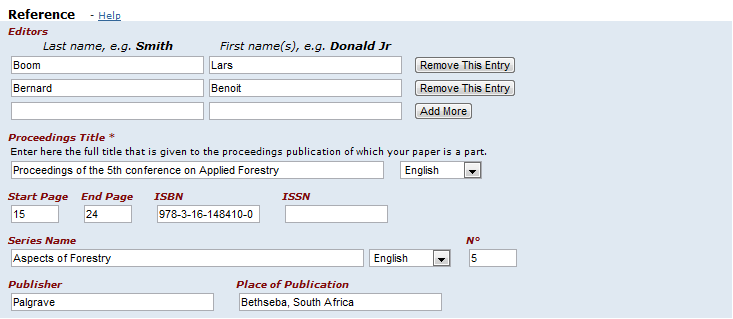 Reference - Help
Editors
Last name, e.g. Smith First name(s), e.g. Donald Jr
Boom Lars Remove This Entry
Bernard Benoit Remove This Entry
Add More
Proceedings Title *
Enter here the full title that is given to the proceedings publication of which your paper is a part.
Proceedings of the 5th conference on Applied Forestry English
Start Page End Page ISBN ISSN
15 24 978-3-16-148410-0
Series Name N°
Aspects of Forestry English 5
Publisher Place of Publication
Palgrave Bethseba, South Africa